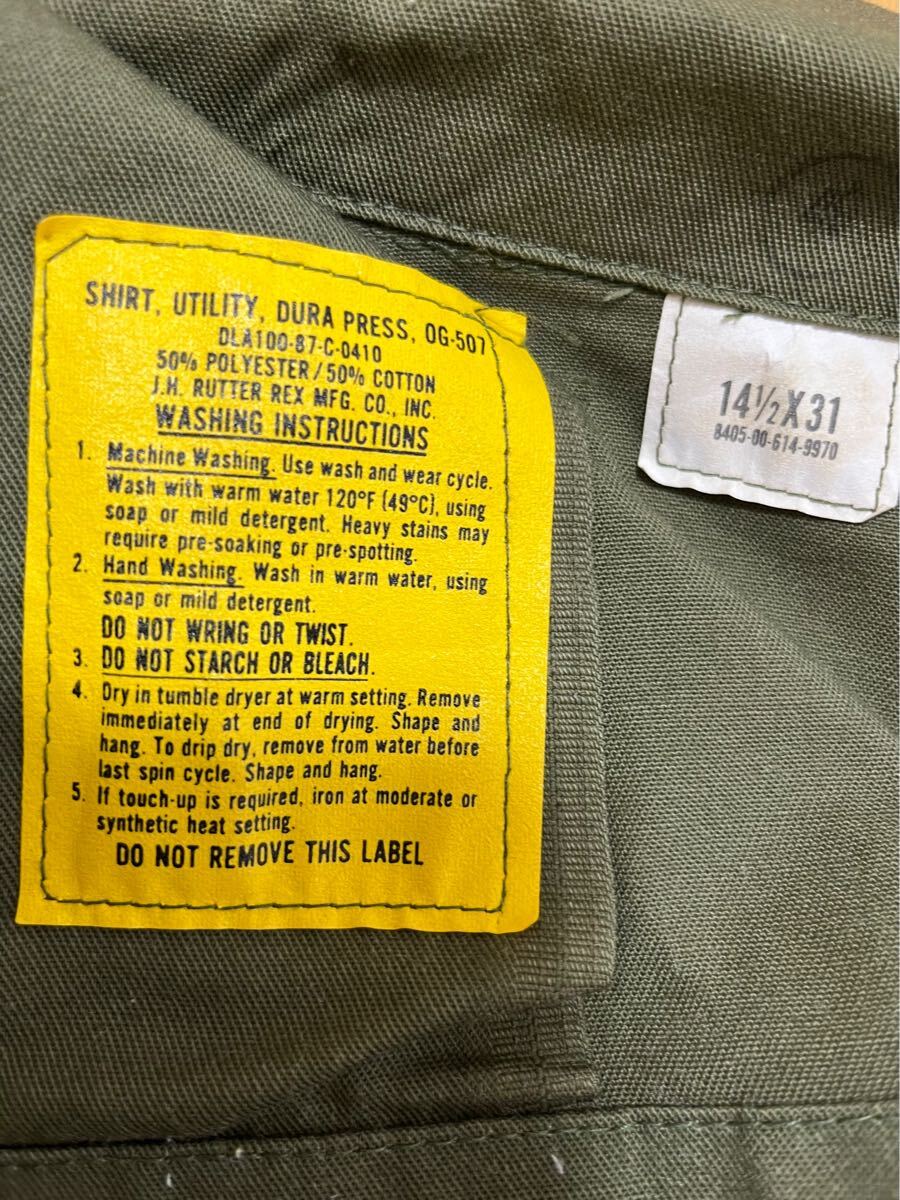 SHIRT, UTILITY, DURA PRESS, OG-507
DLA100-87-C-0410
50% POLYESTER/50% COTTON
J.H. RUTTER REX MFG. CO., INC.
WASHING INSTRUCTIONS
1. Machine Washing. Use wash and wear cycle.
Wash with warm water 120°F (49°C), using
soap or mild detergent. Heavy stains may
require pre-soaking or pre-spotting.
2. Hand Washing. Wash in warm water, using
soap or mild detergent.
DO NOT WRING OR TWIST.
3. DO NOT STARCH OR BLEACH.
4. Dry in tumble dryer at warm setting. Remove
immediately at end of drying. Shape and
hang. To drip dry, remove from water before
last spin cycle. Shape and hang.
5. If touch-up is required, iron at moderate or
synthetic heat setting.
DO NOT REMOVE THIS LABEL
14½X31
8405-00-614-9970